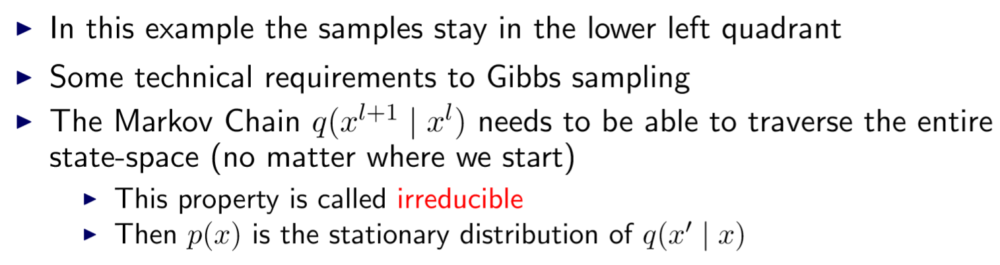 ▶ In this example the samples stay in the lower left quadrant
▶ Some technical requirements to Gibbs sampling
▶ The Markov Chain q(x^{l+1} | x^l) needs to be able to traverse the entire
state-space (no matter where we start)
▶ This property is called irreducible
▶ Then p(x) is the stationary distribution of q(x′ | x)